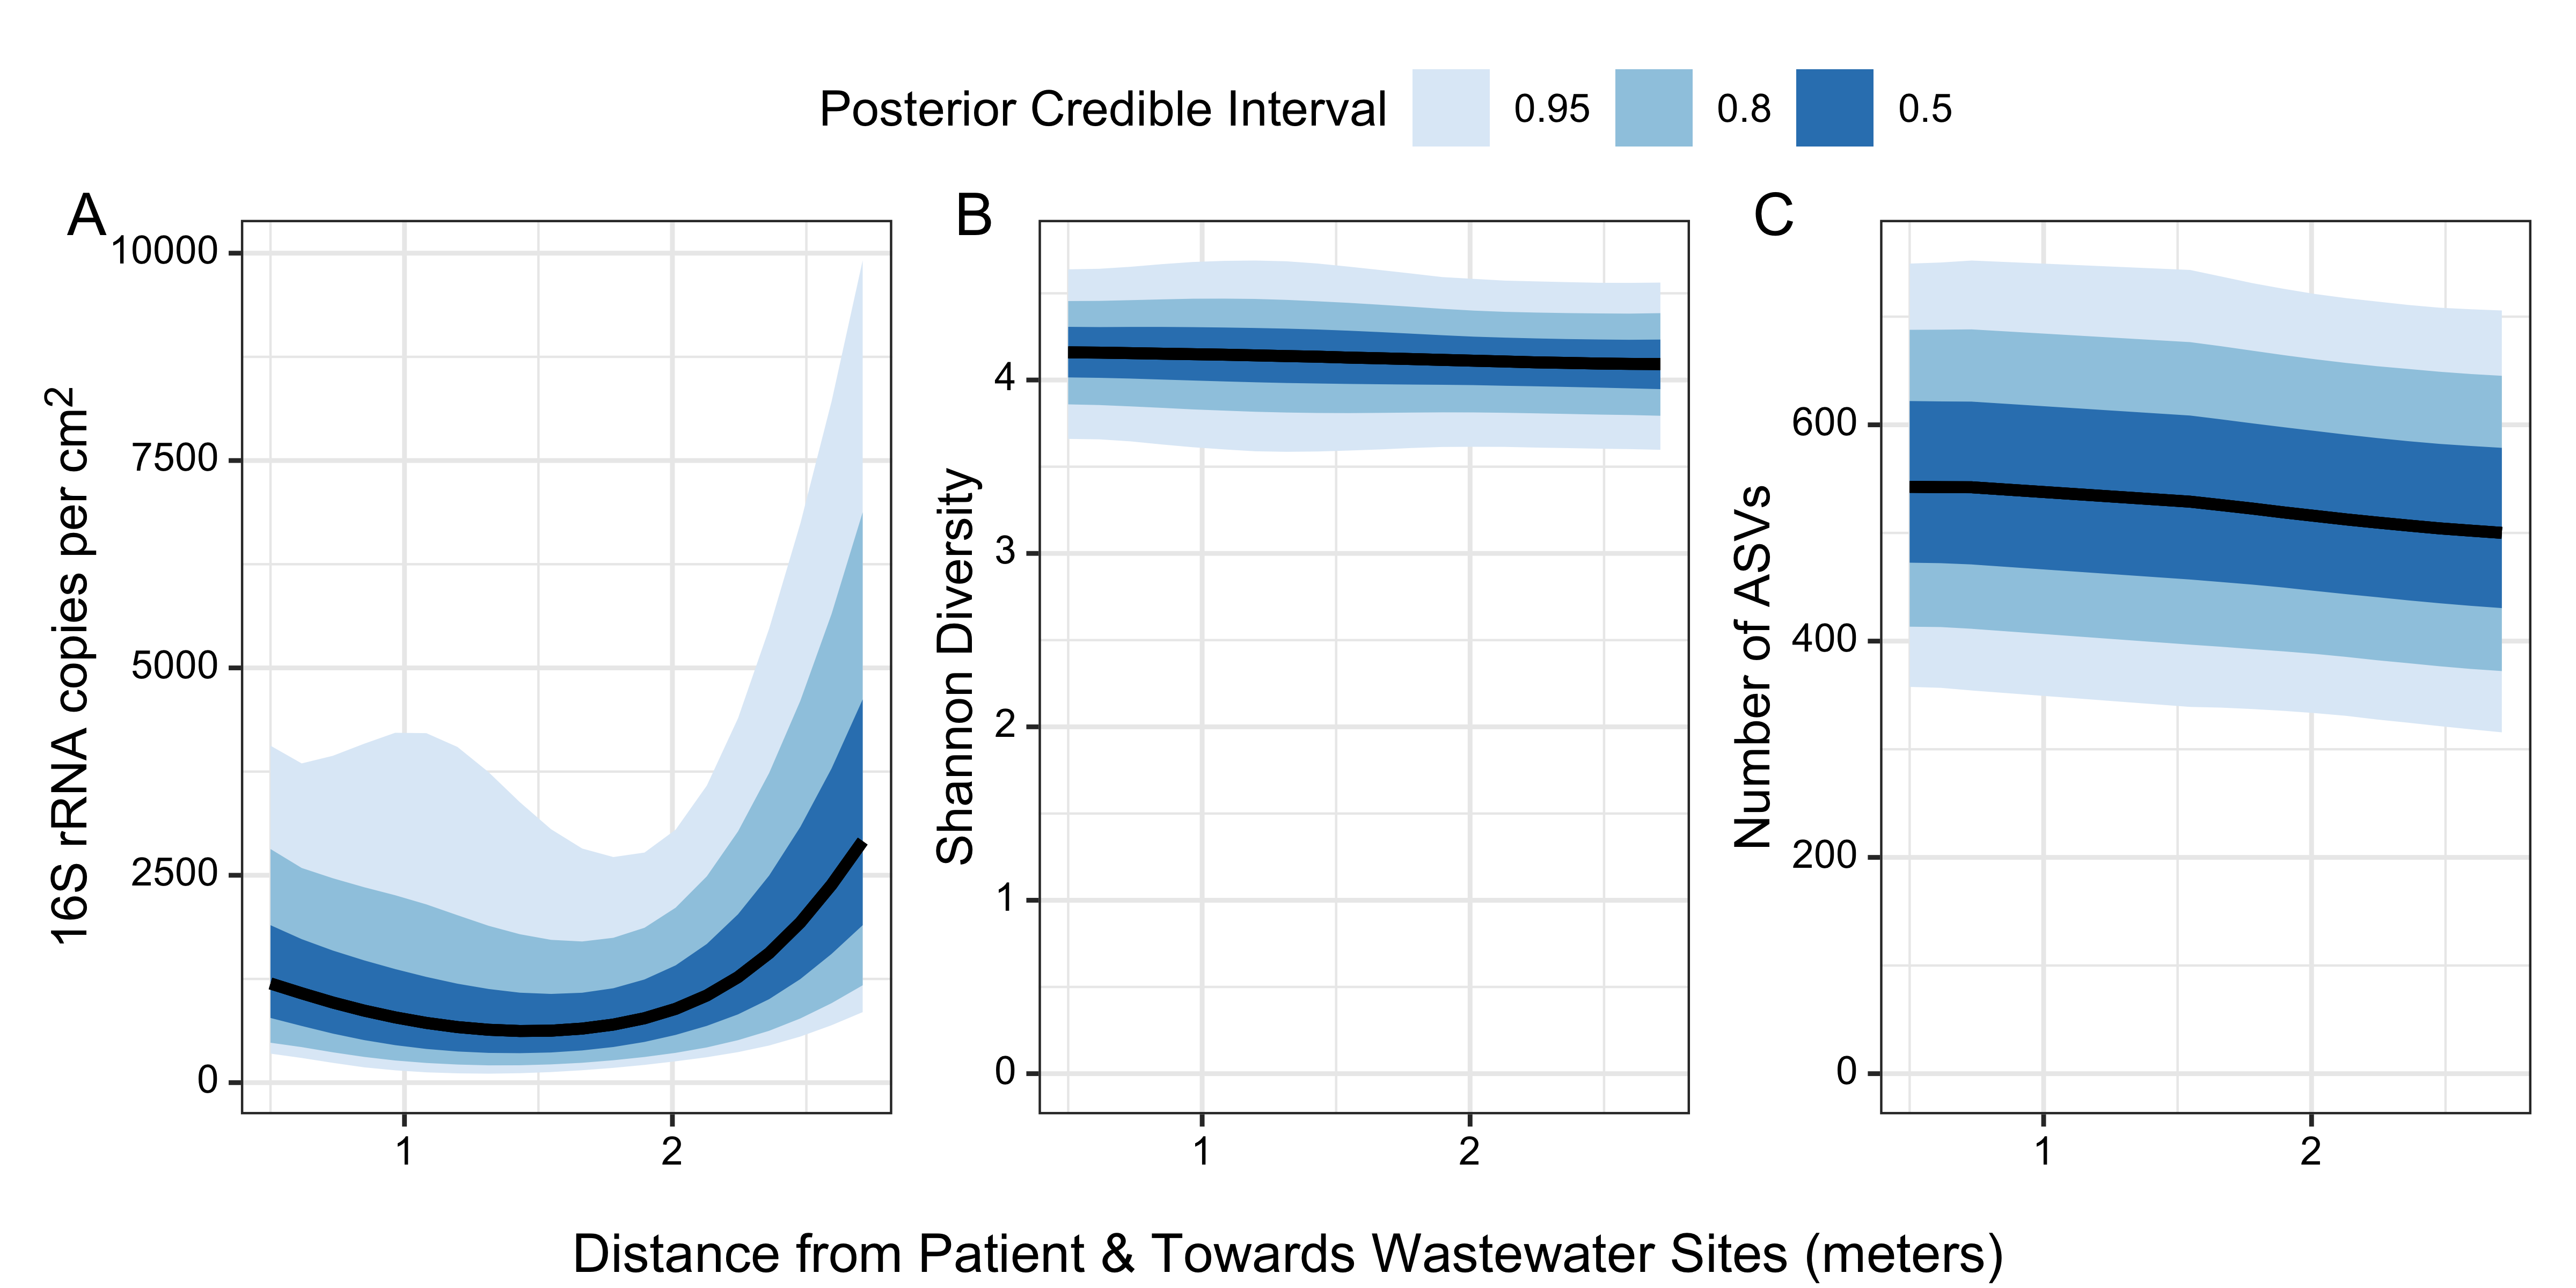 Posterior Credible Interval 0.95 0.8 0.5
A
16S rRNA copies per cm²
10000
7500
5000
2500
0
1 2
B
Shannon Diversity
4
3
2
1
0
1 2
C
Number of ASVs
600
400
200
0
1 2
Distance from Patient & Towards Wastewater Sites (meters)